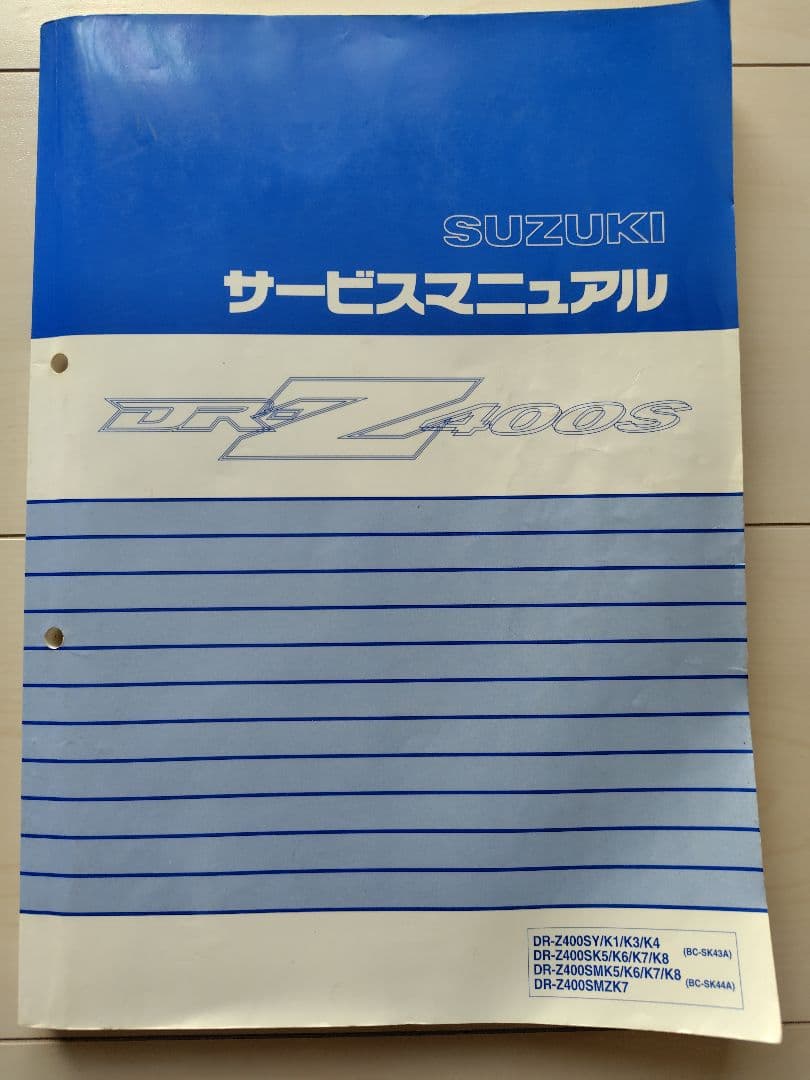 SUZUKI
サービスマニュアル
DR-Z400S
DR-Z400SY/K1/K3/K4
DR-Z400SK5/K6/K7/K8 (BC-SK43A)
DR-Z400SMK5/K6/K7/K8
DR-Z400SMZK7 (BC-SK44A)